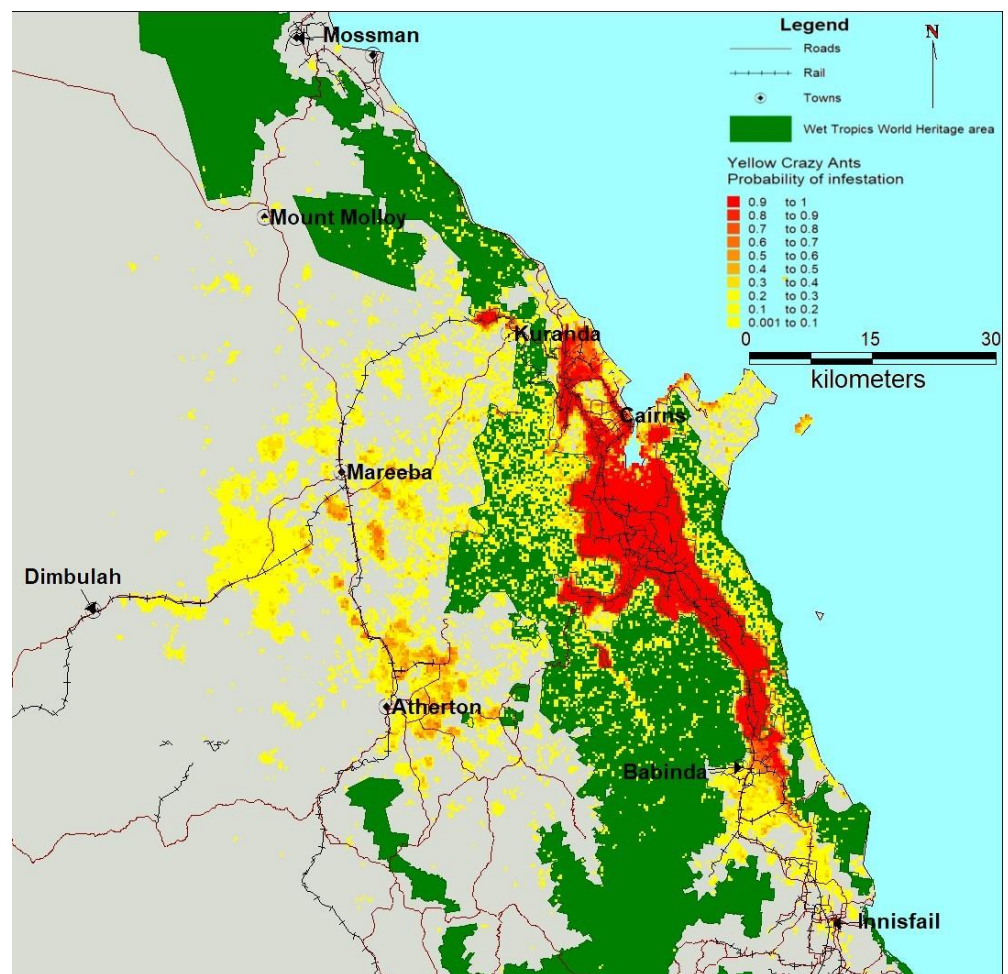 Legend
N
Roads
Rail
Towns
Wet Tropics World Heritage area
Yellow Crazy Ants
Probability of infestation
0.9 to 1
0.8 to 0.9
0.7 to 0.8
0.6 to 0.7
0.5 to 0.6
0.4 to 0.5
0.3 to 0.4
0.2 to 0.3
0.1 to 0.2
0.001 to 0.1
0 15 30
kilometers
Mossman
Mount Molloy
Kuranda
Cairns
Mareeba
Dimbulah
Atherton
Babinda
Innisfail